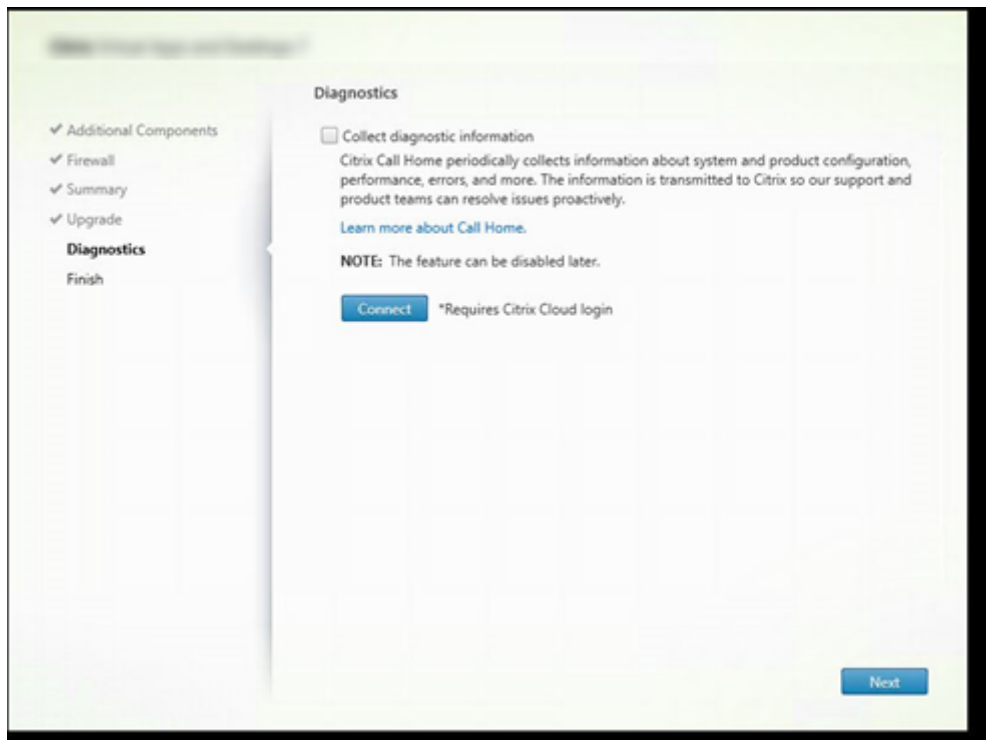 Diagnostics
✔ Additional Components
✔ Firewall
✔ Summary
✔ Upgrade
Diagnostics
Finish
Collect diagnostic information
Citrix Call Home periodically collects information about system and product configuration,
performance, errors, and more. The information is transmitted to Citrix so our support and
product teams can resolve issues proactively.
Learn more about Call Home.
NOTE: The feature can be disabled later.
Connect *Requires Citrix Cloud login
Next